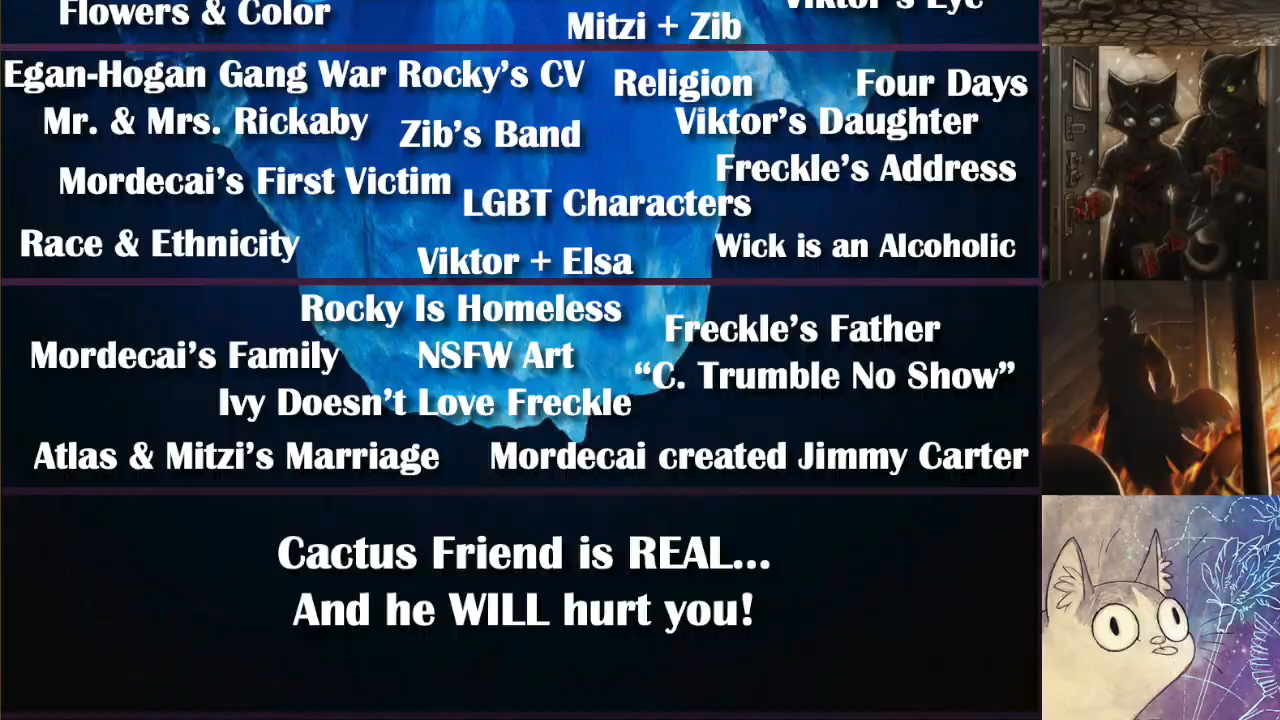 Flowers & Color
Mitzi + Zib
Viktor's Eye
Egan-Hogan Gang War
Rocky's CV
Religion
Four Days
Mr. & Mrs. Rickaby
Zib's Band
Viktor's Daughter
Mordecai's First Victim
Freckle's Address
LGBT Characters
Race & Ethnicity
Viktor + Elsa
Wick is an Alcoholic
Rocky Is Homeless
Freckle's Father
Mordecai's Family
NSFW Art
“C. Trumble No Show”
Ivy Doesn't Love Freckle
Atlas & Mitzi's Marriage
Mordecai created Jimmy Carter
Cactus Friend is REAL...
And he WILL hurt you!